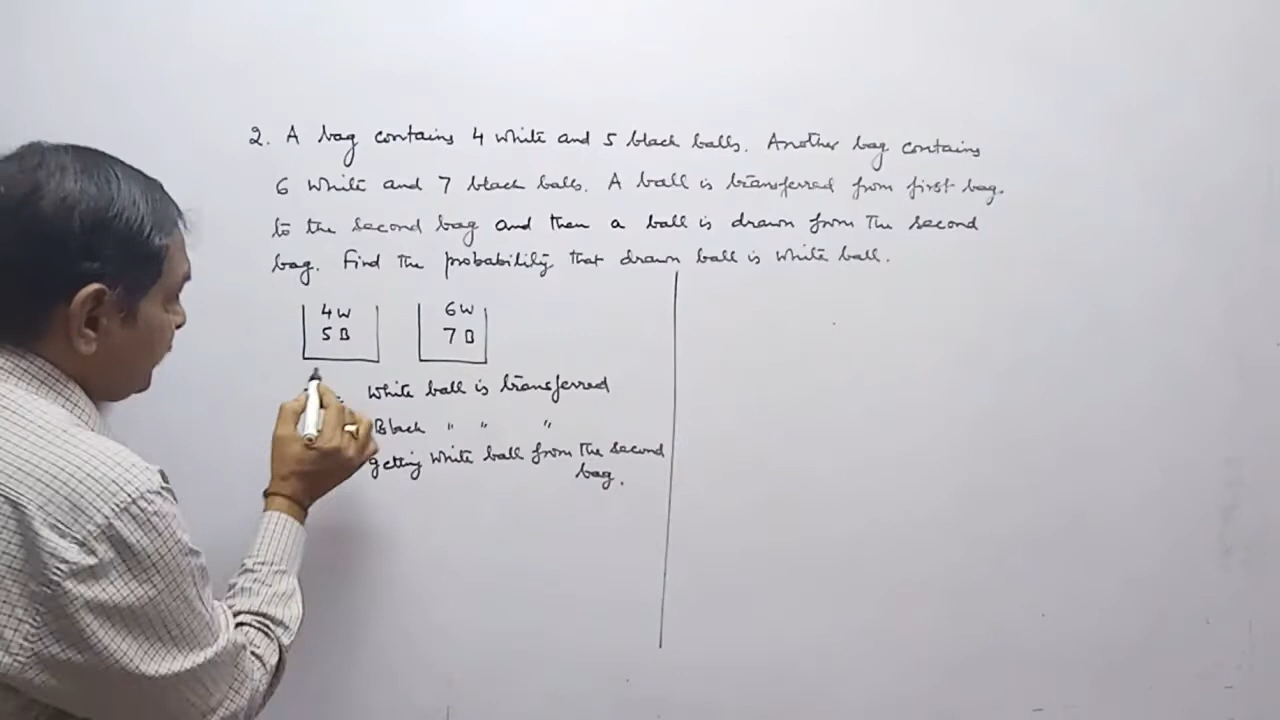 2. A bag contains 4 white and 5 black balls. Another bag contains
6 white and 7 black balls. A ball is transferred from first bag.
to the second bag and then a ball is drawn from the second
bag. Find the probability that drawn ball is white ball.
4W 6W
5B 7B
White ball is transferred
Black " " "
getting white ball from the second
bag.